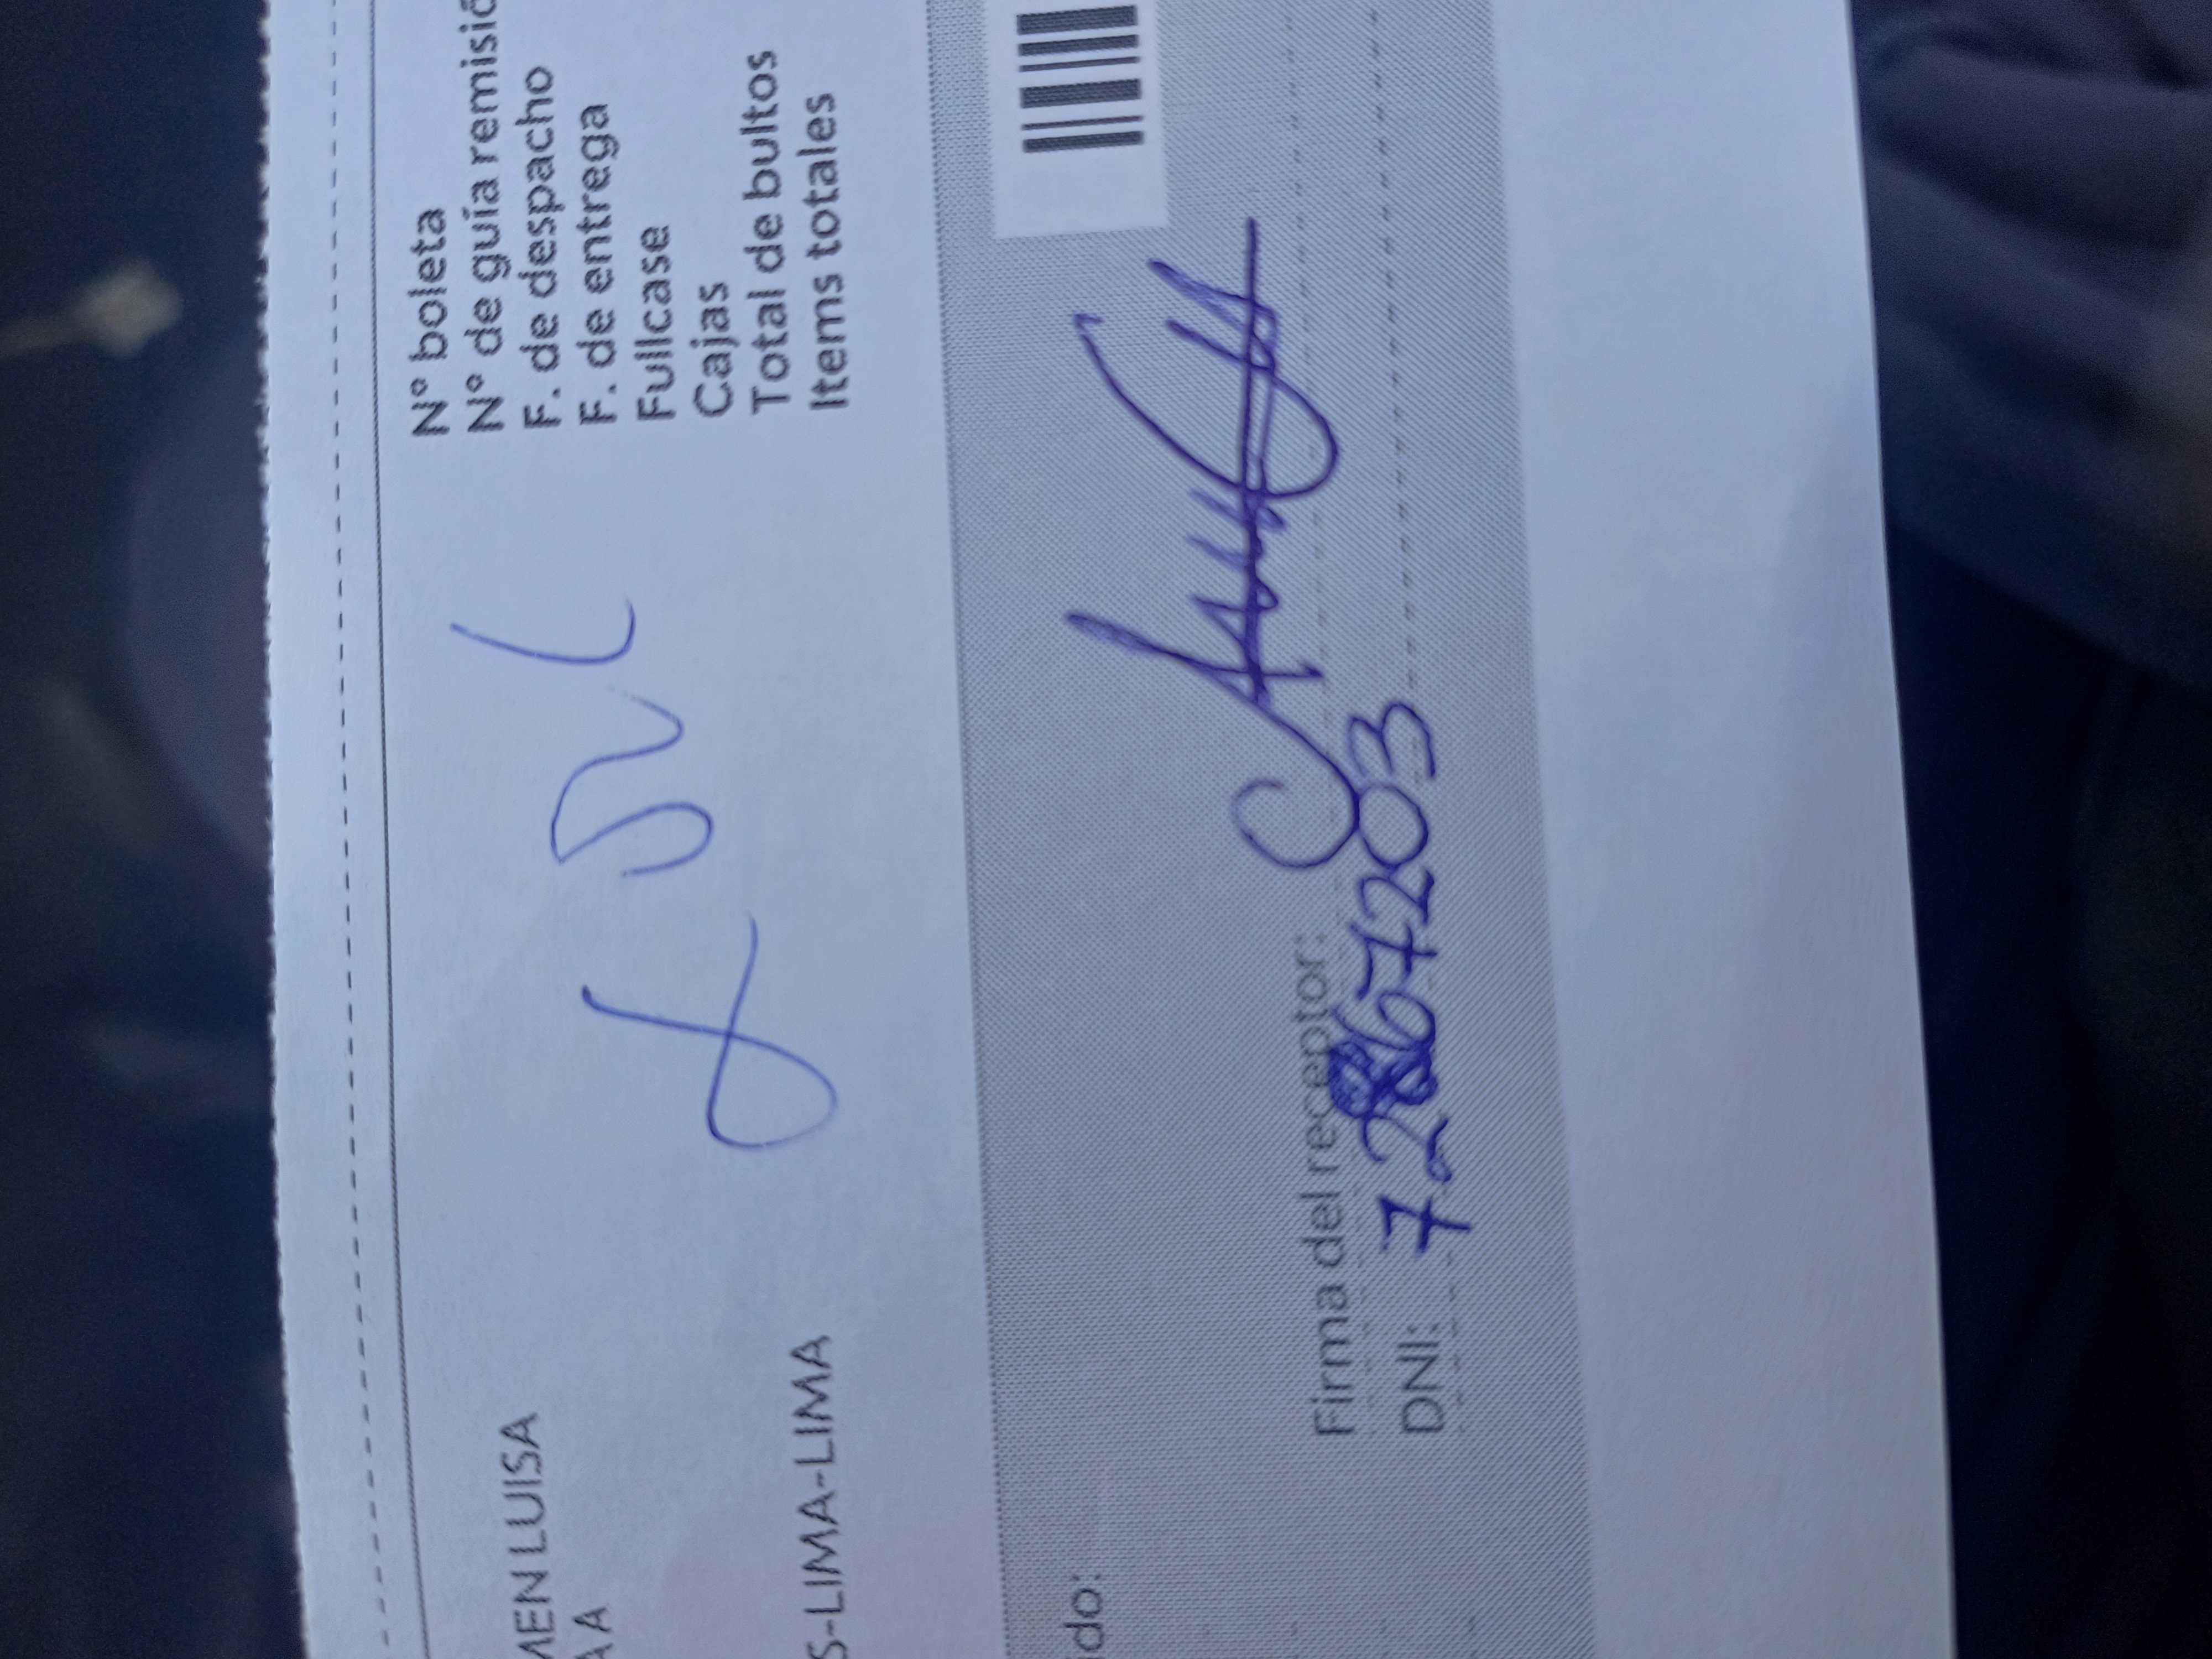 MEN LUISA
A A
S-LIMA-LIMA
N° boleta
N° de guía remisió
F. de despacho
F. de entrega
Fullcase
Cajas
Total de bultos
Items totales
ido:
Firma del receptor:
DNI: 72867203